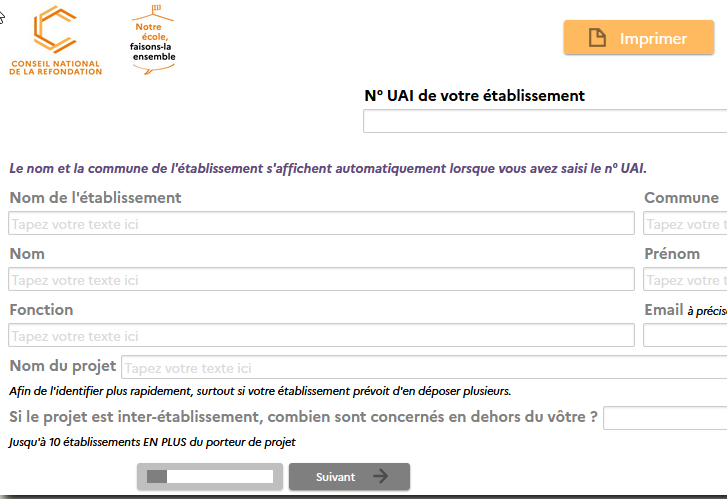 CONSEIL NATIONAL
DE LA REFONDATION
Notre
école,
faisons-la
ensemble
Imprimer
N° UAI de votre établissement
Le nom et la commune de l'établissement s'affichent automatiquement lorsque vous avez saisi le n° UAI.
Nom de l'établissement
Commune
Tapez votre texte ici
Tapez votre t
Nom
Prénom
Tapez votre texte ici
Tapez votre t
Fonction
Email à précis
Tapez votre texte ici
Nom du projet Tapez votre texte ici
Afin de l'identifier plus rapidement, surtout si votre établissement prévoit d'en déposer plusieurs.
Si le projet est inter-établissement, combien sont concernés en dehors du vôtre ?
Jusqu'à 10 établissements EN PLUS du porteur de projet
Suivant